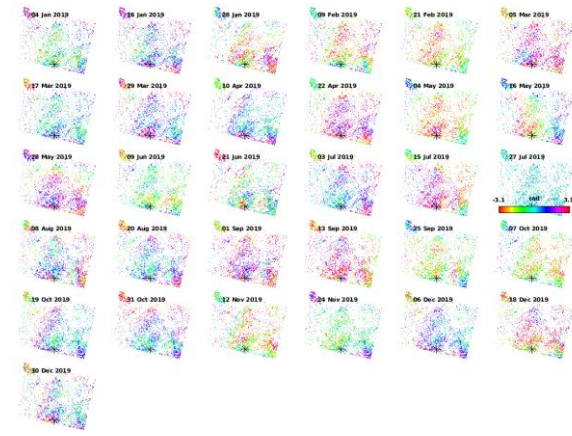 04 Jan 2019
16 Jan 2019
28 Jan 2019
09 Feb 2019
21 Feb 2019
05 Mar 2019
17 Mar 2019
29 Mar 2019
10 Apr 2019
22 Apr 2019
04 May 2019
16 May 2019
28 May 2019
09 Jun 2019
21 Jun 2019
03 Jul 2019
15 Jul 2019
27 Jul 2019
-3.1 rad 3.1
08 Aug 2019
20 Aug 2019
01 Sep 2019
13 Sep 2019
25 Sep 2019
07 Oct 2019
19 Oct 2019
31 Oct 2019
12 Nov 2019
24 Nov 2019
06 Dec 2019
18 Dec 2019
30 Dec 2019